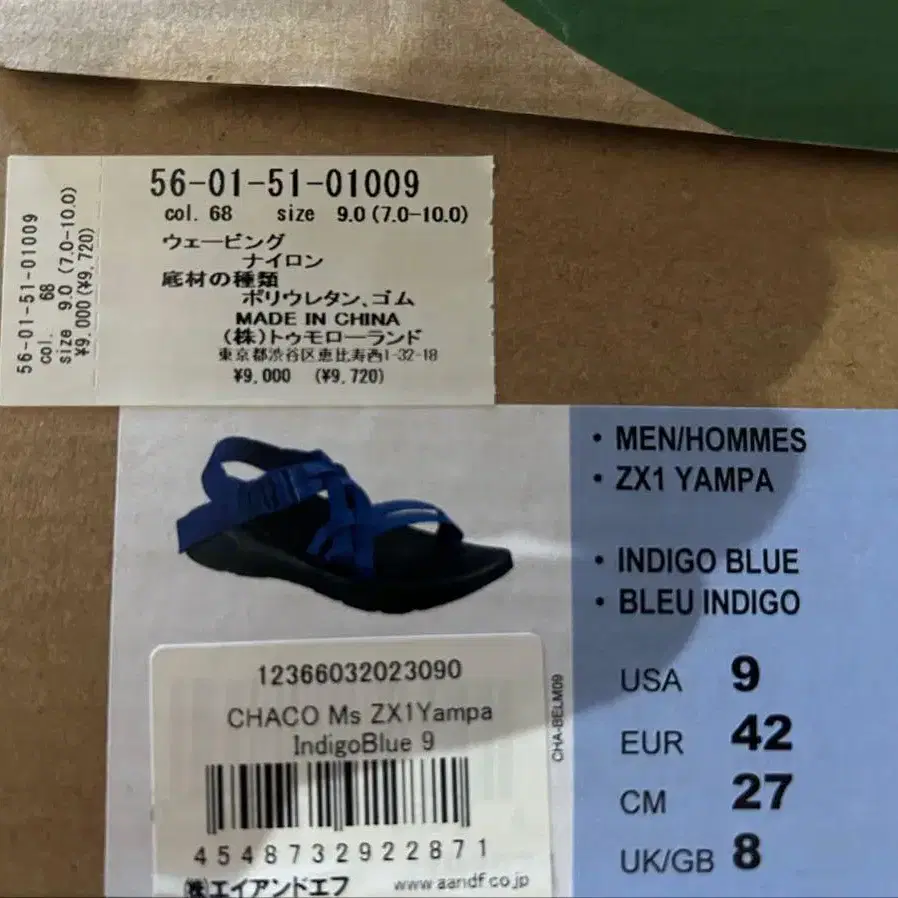 56-01-51-01009
col. 68 size 9.0 (7.0-10.0)
ウェービング
ナイロン
底材の種類
ポリウレタン、ゴム
MADE IN CHINA
(株)トゥモローランド
東京都渋谷区恵比寿西1-32-18
¥9,000 (¥9,720)
56-01-51-01009
col. 68
size 9.0 (7.0-10.0)
¥9,000 (¥9,720)
• MEN/HOMMES
• ZX1 YAMPA
• INDIGO BLUE
• BLEU INDIGO
USA 9
EUR 42
CM 27
UK/GB 8
CHA-BELM09
12366032023090
CHACO Ms ZX1Yampa
IndigoBlue 9
4548732922871
(株)エイアンドエフ www.aandf.co.jp